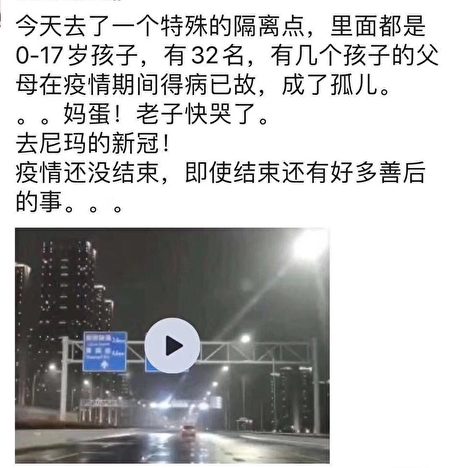 今天去了一个特殊的隔离点，里面都是
0-17岁孩子，有32名，有几个孩子的父
母在疫情期间得病已故，成了孤儿。
。。妈蛋！老子快哭了。
去尼玛的新冠！
疫情还没结束，即使结束还有好多善后
的事。。。